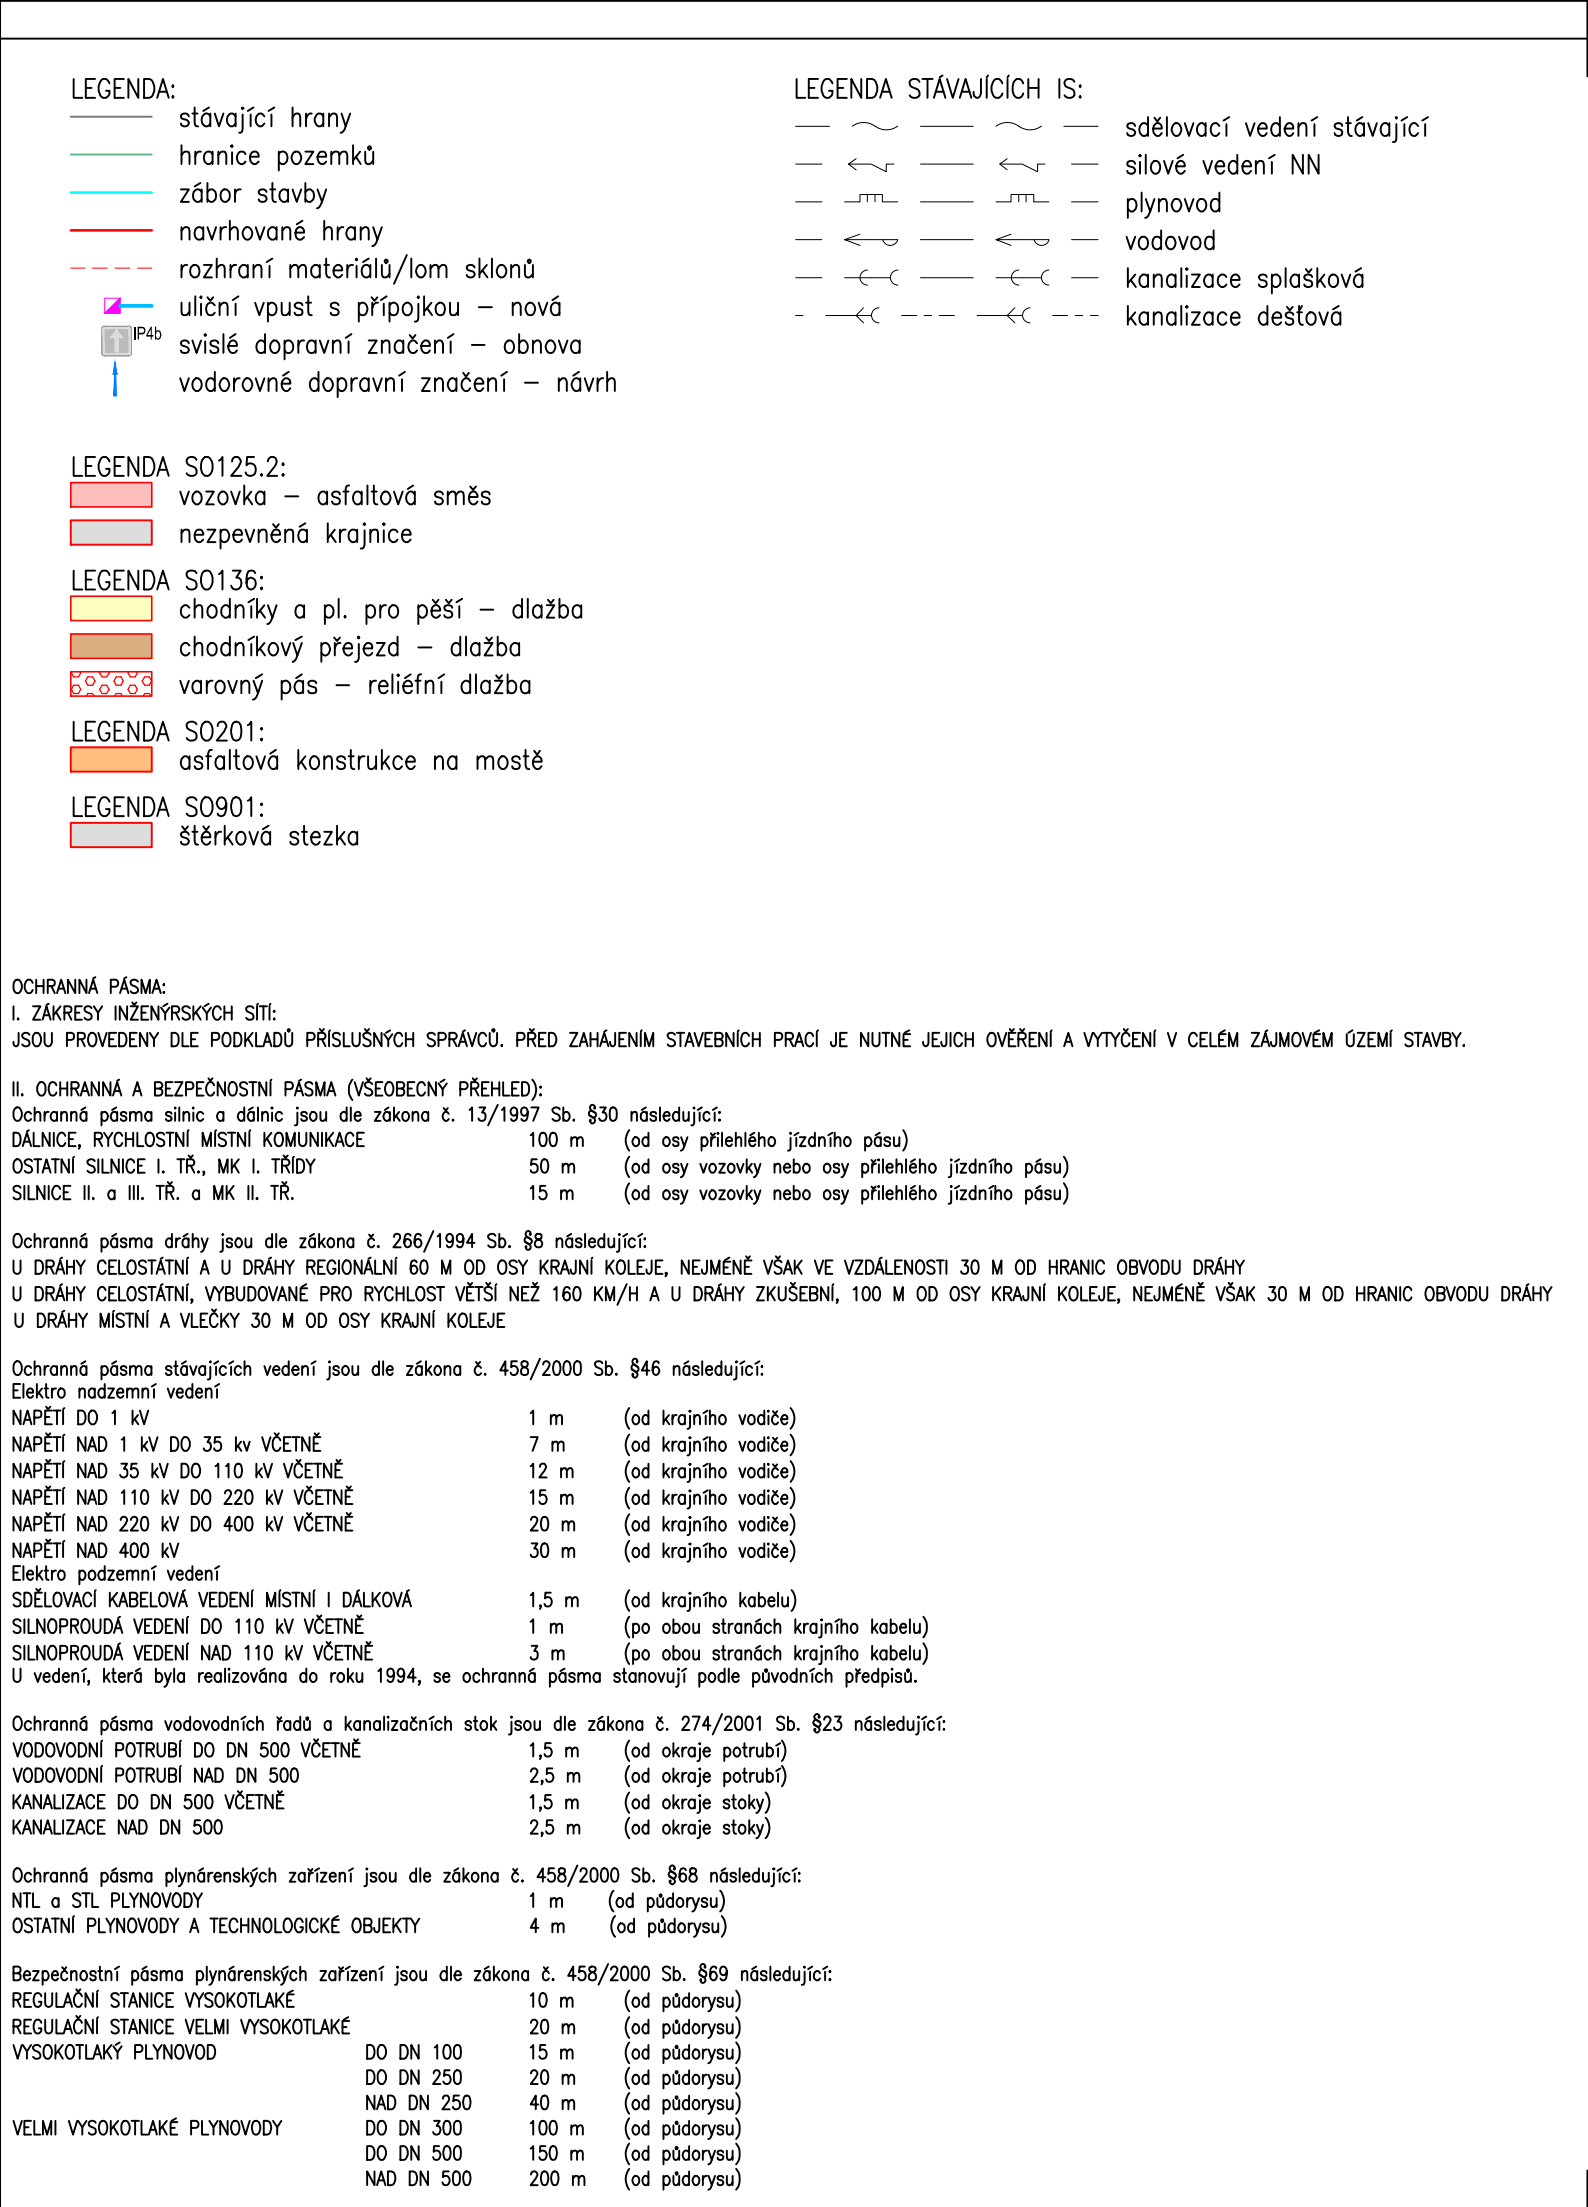 LEGENDA:
stávající hrany
hranice pozemků
zábor stavby
navrhované hrany
rozhraní materiálů/lom sklonů
uliční vpust s přípojkou – nová
IP4b svislé dopravní značení – obnova
vodorovné dopravní značení – návrh
LEGENDA STÁVAJÍCÍCH IS:
sdělovací vedení stávající
silové vedení NN
plynovod
vodovod
kanalizace splašková
kanalizace dešťová
LEGENDA SO125.2:
vozovka – asfaltová směs
nezpevněná krajnice
LEGENDA SO136:
chodníky a pl. pro pěší – dlažba
chodníkový přejezd – dlažba
varovný pás – reliéfní dlažba
LEGENDA SO201:
asfaltová konstrukce na mostě
LEGENDA SO901:
štěrková stezka
OCHRANNÁ PÁSMA:
I. ZÁKRESY INŽENÝRSKÝCH SÍTÍ:
JSOU PROVEDENY DLE PODKLADŮ PŘÍSLUŠNÝCH SPRÁVCŮ. PŘED ZAHÁJENÍM STAVEBNÍCH PRACÍ JE NUTNÉ JEJICH OVĚŘENÍ A VYTYČENÍ V CELÉM ZÁJMOVÉM ÚZEMÍ STAVBY.
II. OCHRANNÁ A BEZPEČNOSTNÍ PÁSMA (VŠEOBECNÝ PŘEHLED):
Ochranná pásma silnic a dálnic jsou dle zákona č. 13/1997 Sb. §30 následující:
DÁLNICE, RYCHLOSTNÍ MÍSTNÍ KOMUNIKACE 100 m (od osy přilehlého jízdního pásu)
OSTATNÍ SILNICE I. TŘ., MK I. TŘÍDY 50 m (od osy vozovky nebo osy přilehlého jízdního pásu)
SILNICE II. a III. TŘ. a MK II. TŘ. 15 m (od osy vozovky nebo osy přilehlého jízdního pásu)
Ochranná pásma dráhy jsou dle zákona č. 266/1994 Sb. §8 následující:
U DRÁHY CELOSTÁTNÍ A U DRÁHY REGIONÁLNÍ 60 M OD OSY KRAJNÍ KOLEJE, NEJMÉNĚ VŠAK VE VZDÁLENOSTI 30 M OD HRANIC OBVODU DRÁHY
U DRÁHY CELOSTÁTNÍ, VYBUDOVANÉ PRO RYCHLOST VĚTŠÍ NEŽ 160 KM/H A U DRÁHY ZKUŠEBNÍ, 100 M OD OSY KRAJNÍ KOLEJE, NEJMÉNĚ VŠAK 30 M OD HRANIC OBVODU DRÁHY
U DRÁHY MÍSTNÍ A VLEČKY 30 M OD OSY KRAJNÍ KOLEJE
Ochranná pásma stávajících vedení jsou dle zákona č. 458/2000 Sb. §46 následující:
Elektro nadzemní vedení
NAPĚTÍ DO 1 kV 1 m (od krajního vodiče)
NAPĚTÍ NAD 1 kV DO 35 kv VČETNĚ 7 m (od krajního vodiče)
NAPĚTÍ NAD 35 kV DO 110 kV VČETNĚ 12 m (od krajního vodiče)
NAPĚTÍ NAD 110 kV DO 220 kV VČETNĚ 15 m (od krajního vodiče)
NAPĚTÍ NAD 220 kV DO 400 kV VČETNĚ 20 m (od krajního vodiče)
NAPĚTÍ NAD 400 kV 30 m (od krajního vodiče)
Elektro podzemní vedení
SDĚLOVACÍ KABELOVÁ VEDENÍ MÍSTNÍ I DÁLKOVÁ 1,5 m (od krajního kabelu)
SILNOPROUDÁ VEDENÍ DO 110 kV VČETNĚ 1 m (po obou stranách krajního kabelu)
SILNOPROUDÁ VEDENÍ NAD 110 kV VČETNĚ 3 m (po obou stranách krajního kabelu)
U vedení, která byla realizována do roku 1994, se ochranná pásma stanovují podle původních předpisů.
Ochranná pásma vodovodních řadů a kanalizačních stok jsou dle zákona č. 274/2001 Sb. §23 následující:
VODOVODNÍ POTRUBÍ DO DN 500 VČETNĚ 1,5 m (od okraje potrubí)
VODOVODNÍ POTRUBÍ NAD DN 500 2,5 m (od okraje potrubí)
KANALIZACE DO DN 500 VČETNĚ 1,5 m (od okraje stoky)
KANALIZACE NAD DN 500 2,5 m (od okraje stoky)
Ochranná pásma plynárenských zařízení jsou dle zákona č. 458/2000 Sb. §68 následující:
NTL a STL PLYNOVODY 1 m (od půdorysu)
OSTATNÍ PLYNOVODY A TECHNOLOGICKÉ OBJEKTY 4 m (od půdorysu)
Bezpečnostní pásma plynárenských zařízení jsou dle zákona č. 458/2000 Sb. §69 následující:
REGULAČNÍ STANICE VYSOKOTLAKÉ 10 m (od půdorysu)
REGULAČNÍ STANICE VELMI VYSOKOTLAKÉ 20 m (od půdorysu)
VYSOKOTLAKÝ PLYNOVOD DO DN 100 15 m (od půdorysu)
DO DN 250 20 m (od půdorysu)
NAD DN 250 40 m (od půdorysu)
VELMI VYSOKOTLAKÉ PLYNOVODY DO DN 300 100 m (od půdorysu)
DO DN 500 150 m (od půdorysu)
NAD DN 500 200 m (od půdorysu)